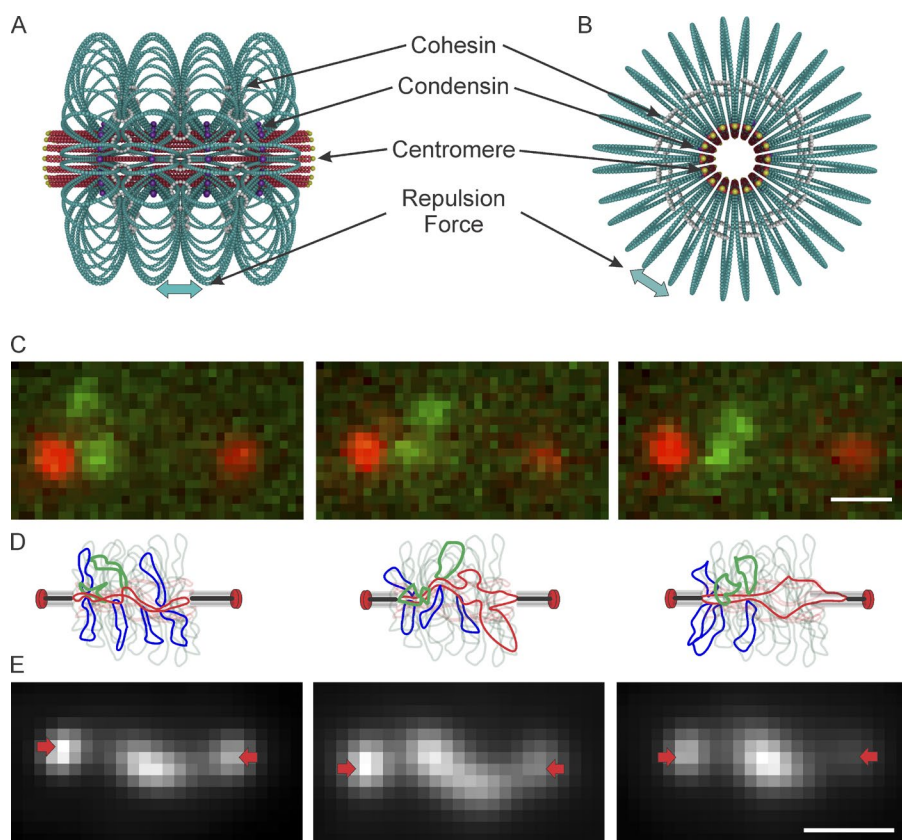 A
B
Cohesin
Condensin
Centromere
Repulsion
Force
C
D
E